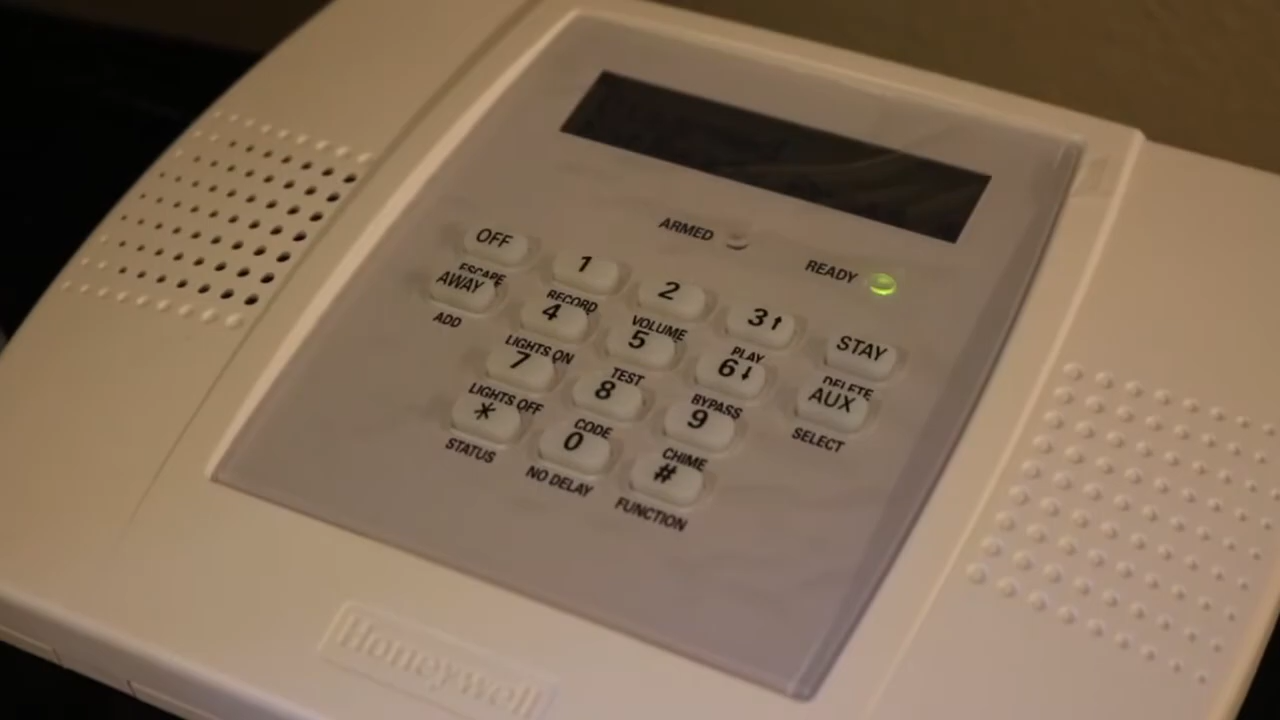 ARMED
READY
OFF 1 2 3↑ STAY
ESCAPE RECORD VOLUME PLAY DELETE
AWAY 4 5 6↓ AUX
ADD LIGHTS ON TEST BYPASS SELECT
7 8 9
LIGHTS OFF CODE CHIME
* 0 #
STATUS NO DELAY FUNCTION
Honeywell